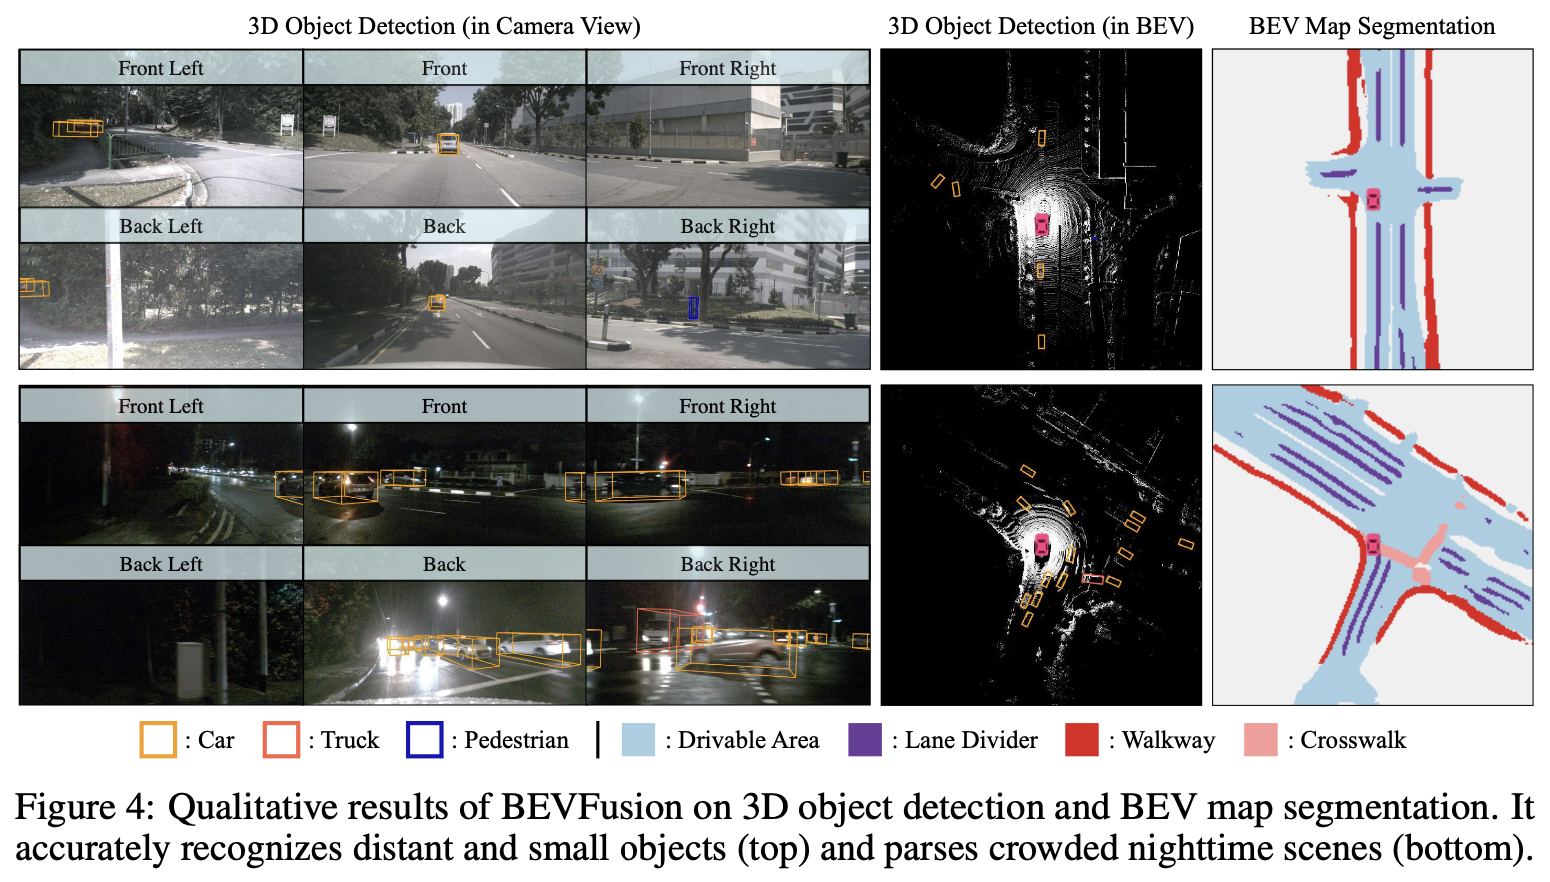 3D Object Detection (in Camera View)
3D Object Detection (in BEV)
BEV Map Segmentation
Front Left
Front
Front Right
Back Left
Back
Back Right
Front Left
Front
Front Right
Back Left
Back
Back Right
: Car
: Truck
: Pedestrian
: Drivable Area
: Lane Divider
: Walkway
: Crosswalk
Figure 4: Qualitative results of BEVFusion on 3D object detection and BEV map segmentation. It
accurately recognizes distant and small objects (top) and parses crowded nighttime scenes (bottom).